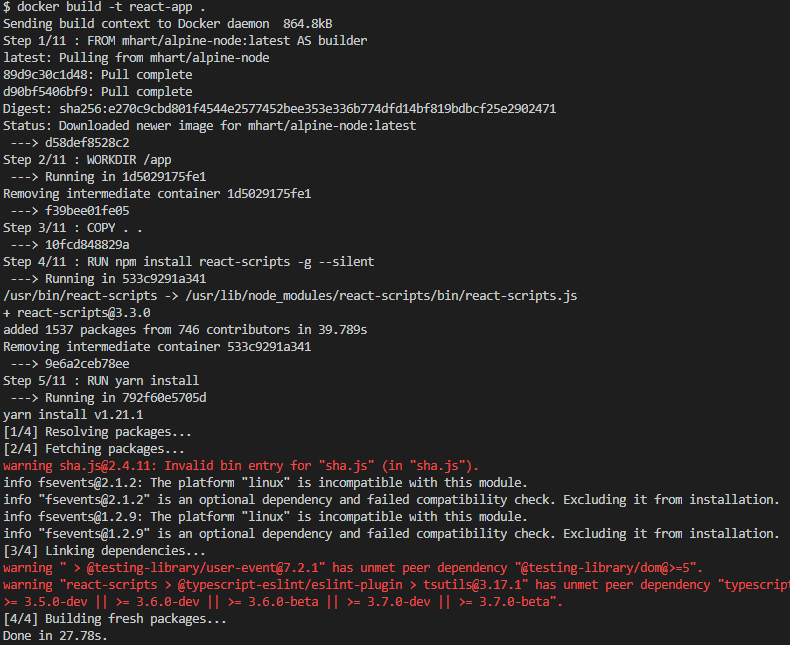 $ docker build -t react-app .
Sending build context to Docker daemon  864.8kB
Step 1/11 : FROM mhart/alpine-node:latest AS builder
latest: Pulling from mhart/alpine-node
89d9c30c1d48: Pull complete
d90bf5406bf9: Pull complete
Digest: sha256:e270c9cbd801f4544e2577452bee353e336b774dfd14bf819bdbcf25e2902471
Status: Downloaded newer image for mhart/alpine-node:latest
 ---> d58def8528c2
Step 2/11 : WORKDIR /app
 ---> Running in 1d5029175fe1
Removing intermediate container 1d5029175fe1
 ---> f39bee01fe05
Step 3/11 : COPY . .
 ---> 10fcd848829a
Step 4/11 : RUN npm install react-scripts -g --silent
 ---> Running in 533c9291a341
/usr/bin/react-scripts -> /usr/lib/node_modules/react-scripts/bin/react-scripts.js
+ react-scripts@3.3.0
added 1537 packages from 746 contributors in 39.789s
Removing intermediate container 533c9291a341
 ---> 9e6a2ceb78ee
Step 5/11 : RUN yarn install
 ---> Running in 792f60e5705d
yarn install v1.21.1
[1/4] Resolving packages...
[2/4] Fetching packages...
warning sha.js@2.4.11: Invalid bin entry for "sha.js" (in "sha.js").
info fsevents@2.1.2: The platform "linux" is incompatible with this module.
info "fsevents@2.1.2" is an optional dependency and failed compatibility check. Excluding it from installation.
info fsevents@1.2.9: The platform "linux" is incompatible with this module.
info "fsevents@1.2.9" is an optional dependency and failed compatibility check. Excluding it from installation.
[3/4] Linking dependencies...
warning " > @testing-library/user-event@7.2.1" has unmet peer dependency "@testing-library/dom@>=5".
warning "react-scripts > @typescript-eslint/eslint-plugin > tsutils@3.17.1" has unmet peer dependency "typescript
>= 3.5.0-dev || >= 3.6.0-dev || >= 3.6.0-beta || >= 3.7.0-dev || >= 3.7.0-beta".
[4/4] Building fresh packages...
Done in 27.78s.